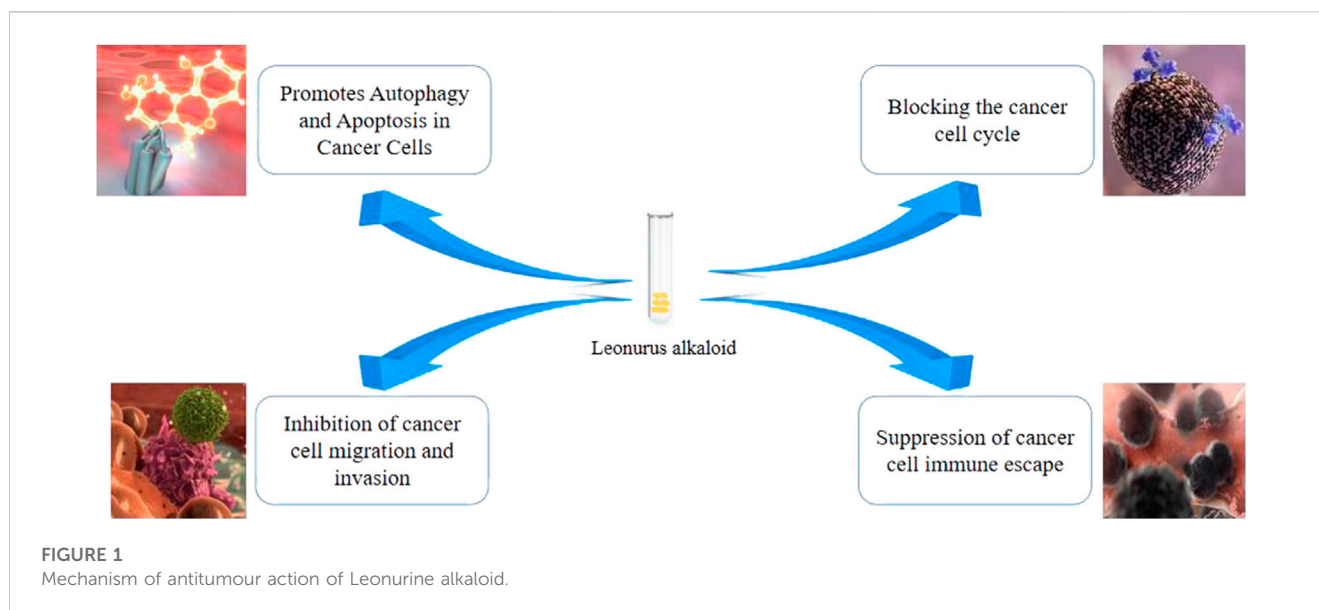 Promotes Autophagy
and Apoptosis in
Cancer Cells
Blocking the cancer
cell cycle
Leonurus alkaloid
Inhibition of cancer
cell migration and
invasion
Suppression of cancer
cell immune escape
FIGURE 1
Mechanism of antitumour action of Leonurine alkaloid.